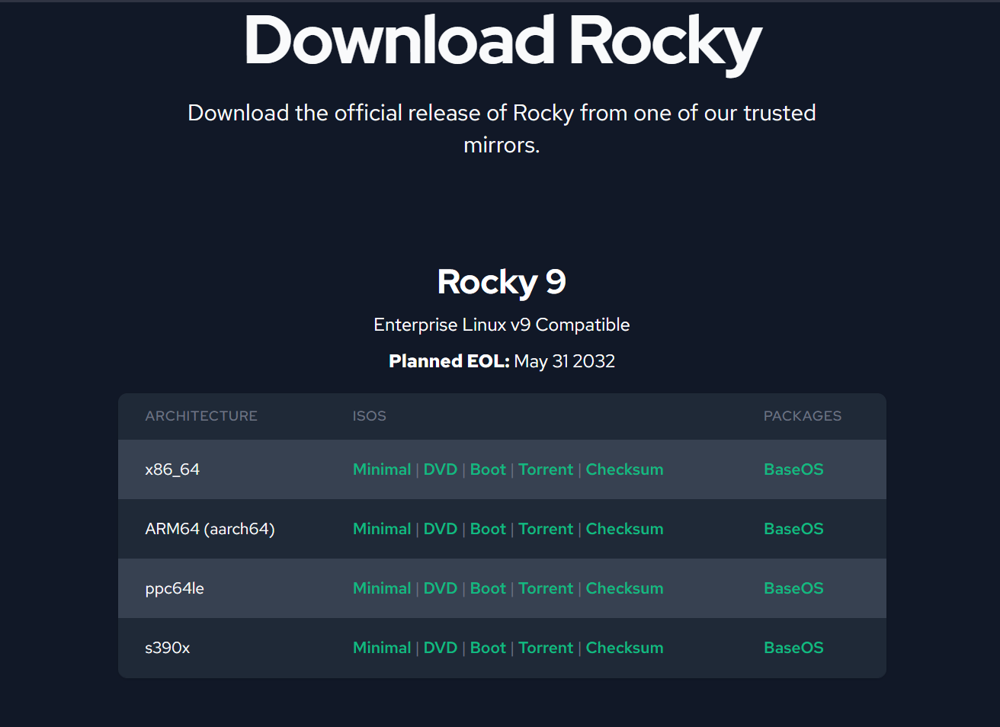 Download Rocky
Download the official release of Rocky from one of our trusted
mirrors.
Rocky 9
Enterprise Linux v9 Compatible
Planned EOL: May 31 2032
ARCHITECTURE ISOS PACKAGES
x86_64 Minimal | DVD | Boot | Torrent | Checksum BaseOS
ARM64 (aarch64) Minimal | DVD | Boot | Torrent | Checksum BaseOS
ppc64le Minimal | DVD | Boot | Torrent | Checksum BaseOS
s390x Minimal | DVD | Boot | Torrent | Checksum BaseOS